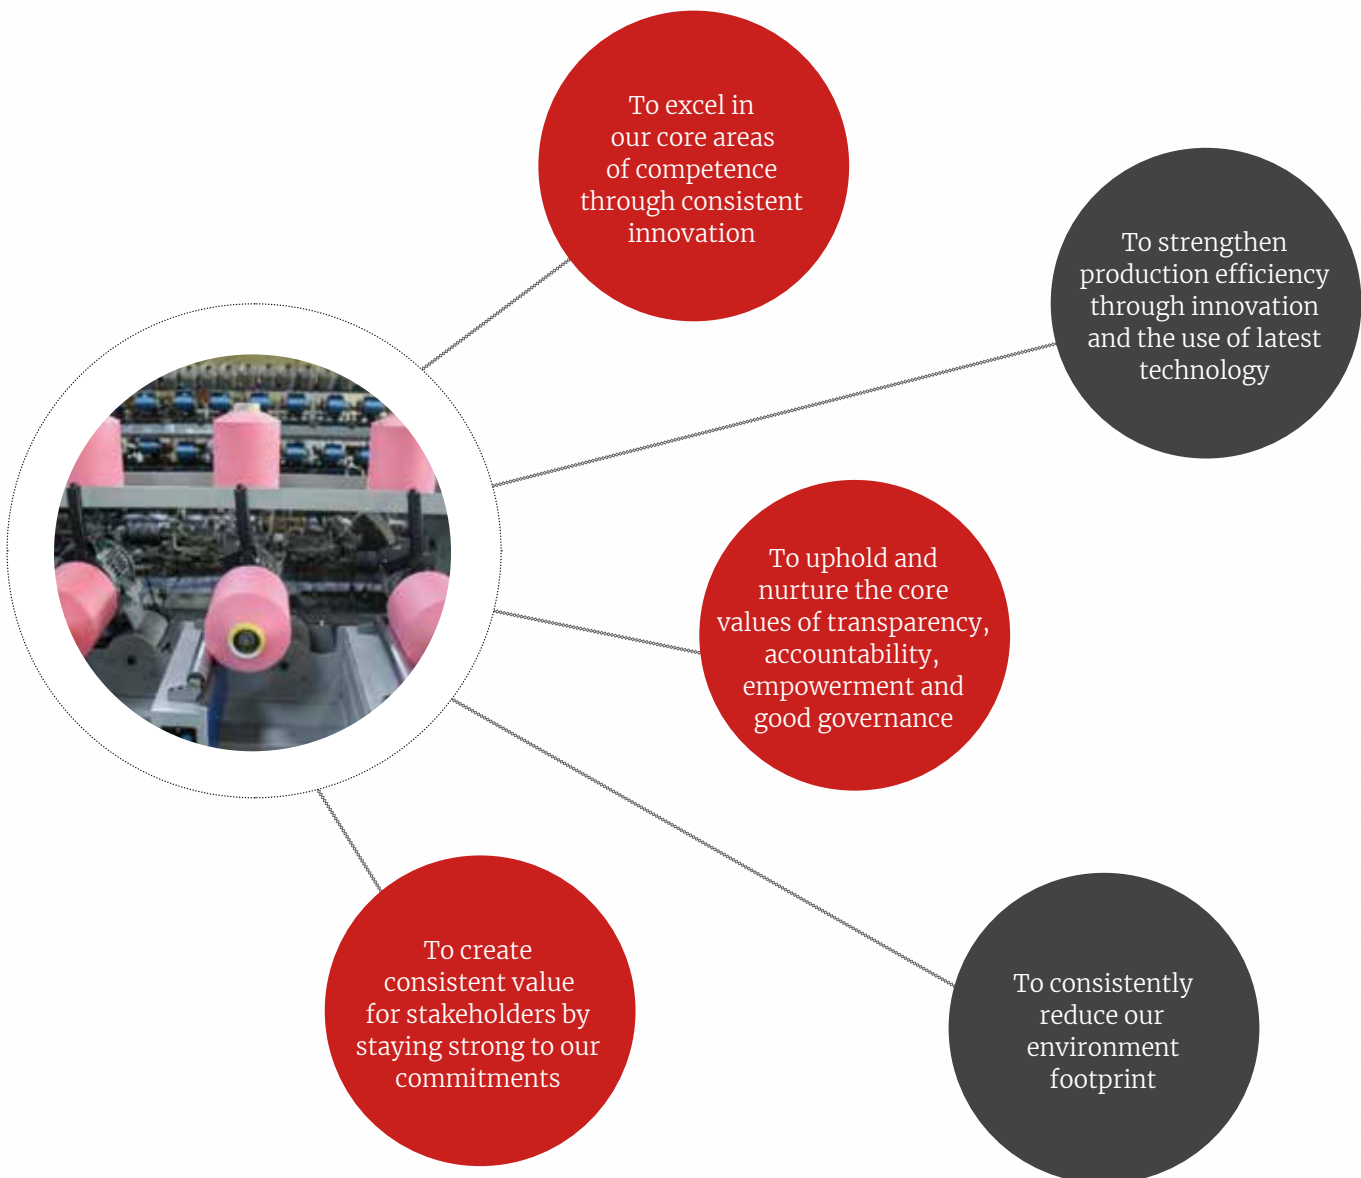 To excel in
our core areas
of competence
through consistent
innovation
To strengthen
production efficiency
through innovation
and the use of latest
technology
To uphold and
nurture the core
values of transparency,
accountability,
empowerment and
good governance
To create
consistent value
for stakeholders by
staying strong to our
commitments
To consistently
reduce our
environment
footprint